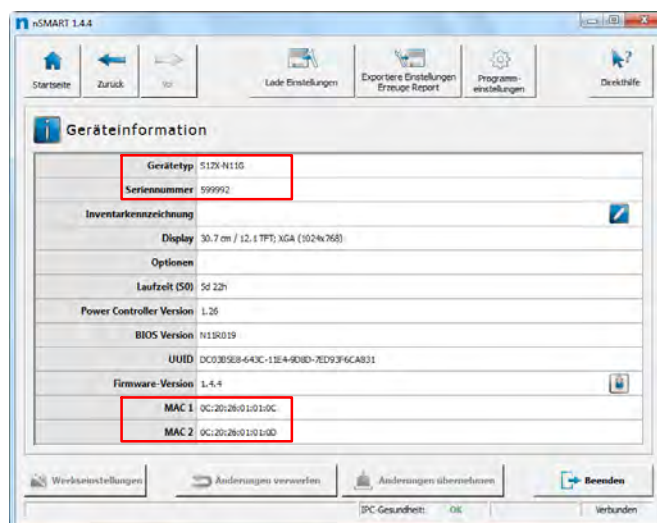 nSMART 1.4.4
Startseite
Zurück
Vor
Lade Einstellungen
Exportiere Einstellungen
Erzeuge Report
Programm-
einstellungen
Direkthilfe
Geräteinformation
Gerätetyp S12X-N11G
Seriennummer 599992
Inventarkennzeichnung
Display 30.7 cm / 12.1 TFT; XGA (1024x768)
Optionen
Laufzeit (S0) 5d 22h
Power Controller Version 1.26
BIOS Version N11R019
UUID DC03B5E8-643C-11E4-9D8D-7ED93F6CA831
Firmware-Version 1.4.4
MAC 1 0C:20:26:01:01:0C
MAC 2 0C:20:26:01:01:0D
Werkseinstellungen
Änderungen verwerfen
Änderungen übernehmen
Beenden
IPC-Gesundheit: OK
Verbunden